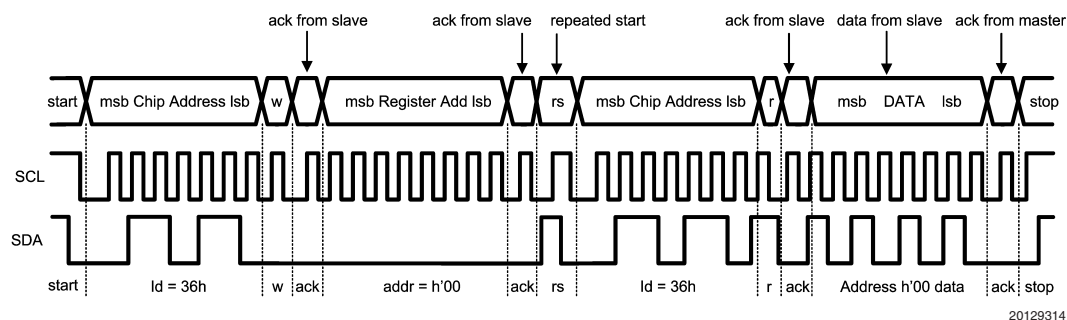 ack from slave ack from slave repeated start ack from slave data from slave ack from master
start msb Chip Address lsb w msb Register Add lsb rs msb Chip Address lsb r msb DATA lsb stop
SCL
SDA
start Id = 36h w ack addr = h'00 ack rs Id = 36h r ack Address h'00 data ack stop
20129314